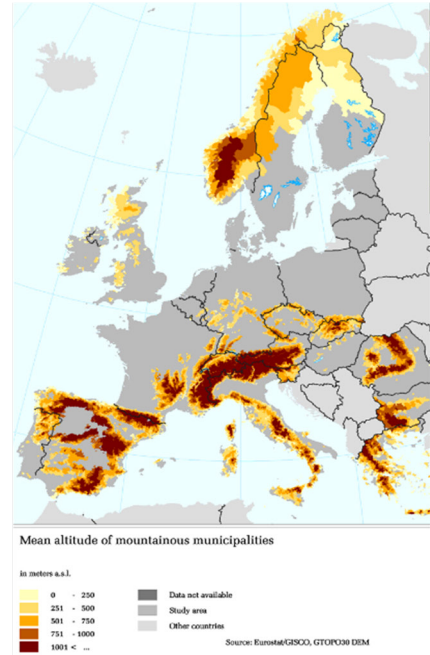 Mean altitude of mountainous municipalities
in meters a.s.l.
0 - 250
251 - 500
501 - 750
751 - 1000
1001 < ...
Data not available
Study area
Other countries
Source: Eurostat/GISCO, GTOPO30 DEM